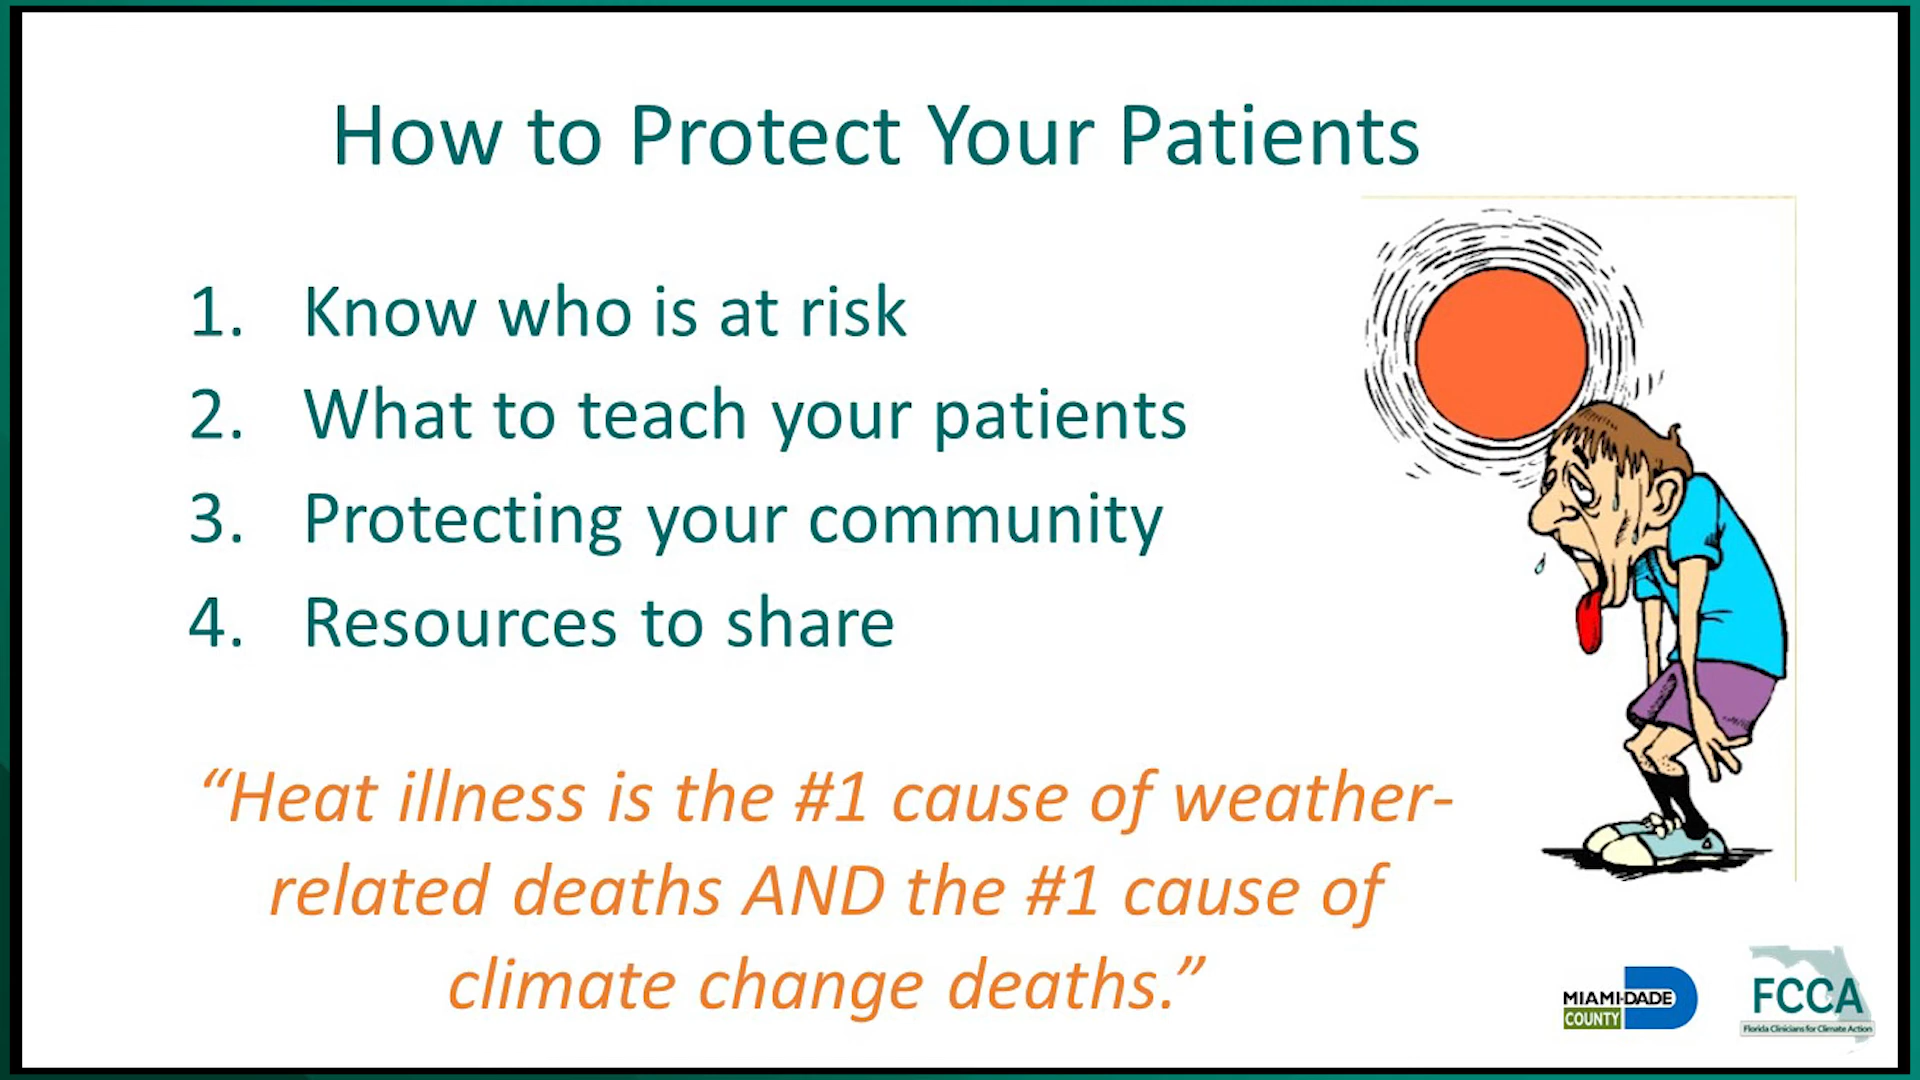 How to Protect Your Patients
1. Know who is at risk
2. What to teach your patients
3. Protecting your community
4. Resources to share
“Heat illness is the #1 cause of weather-
related deaths AND the #1 cause of
climate change deaths.”
MIAMI-DADE
COUNTY
FCCA
Florida Clinicians for Climate Action